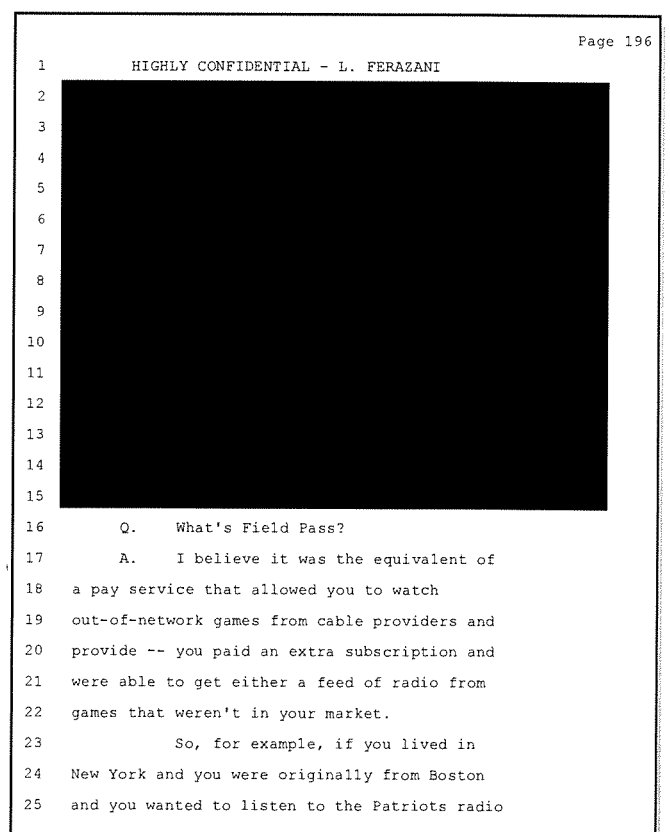 Page 196
1 HIGHLY CONFIDENTIAL - L. FERAZANI
2
3
4
5
6
7
8
9
10
11
12
13
14
15
16 Q. What's Field Pass?
17 A. I believe it was the equivalent of
18 a pay service that allowed you to watch
19 out-of-network games from cable providers and
20 provide -- you paid an extra subscription and
21 were able to get either a feed of radio from
22 games that weren't in your market.
23 So, for example, if you lived in
24 New York and you were originally from Boston
25 and you wanted to listen to the Patriots radio